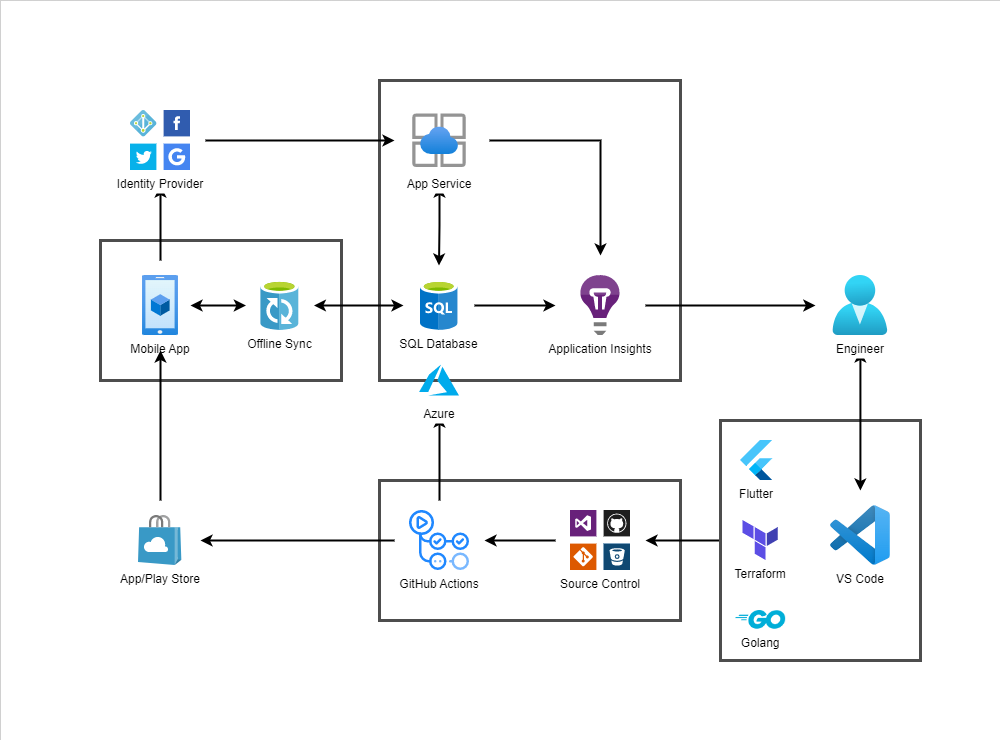 Identity Provider
App Service
Mobile App
Offline Sync
SQL
SQL Database
Application Insights
Engineer
Azure
Flutter
Terraform
GO
Golang
VS Code
App/Play Store
GitHub Actions
Source Control